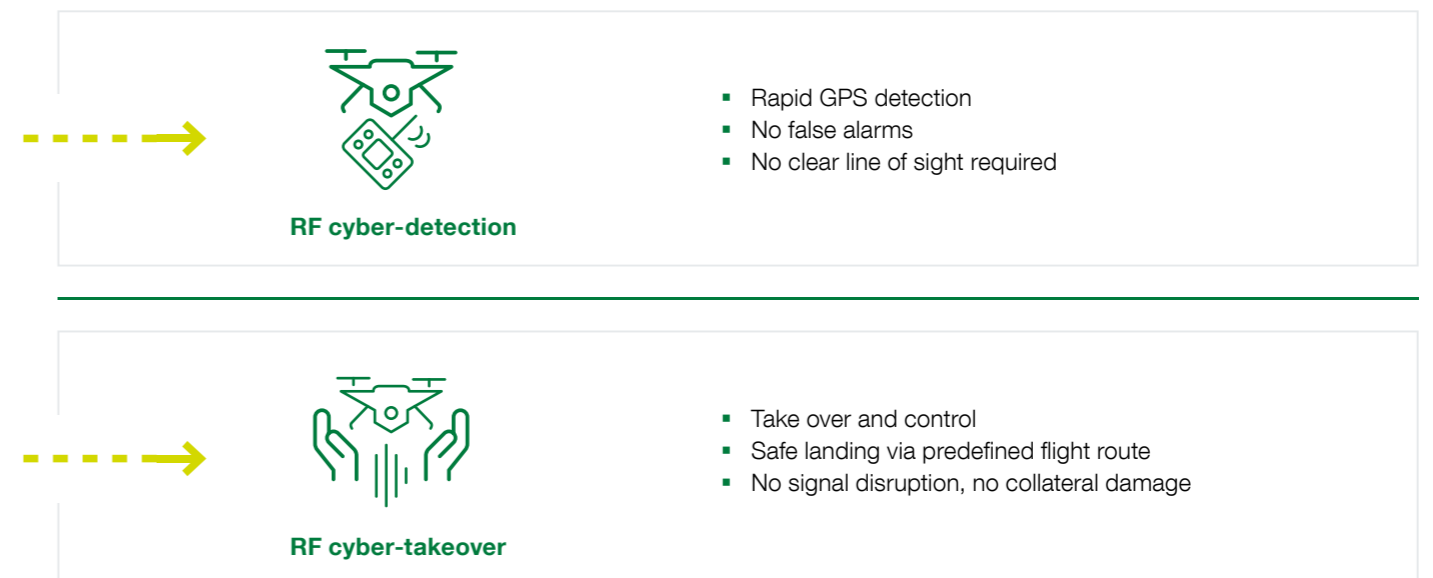 ▪ Rapid GPS detection
▪ No false alarms
▪ No clear line of sight required
RF cyber-detection
▪ Take over and control
▪ Safe landing via predefined flight route
▪ No signal disruption, no collateral damage
RF cyber-takeover